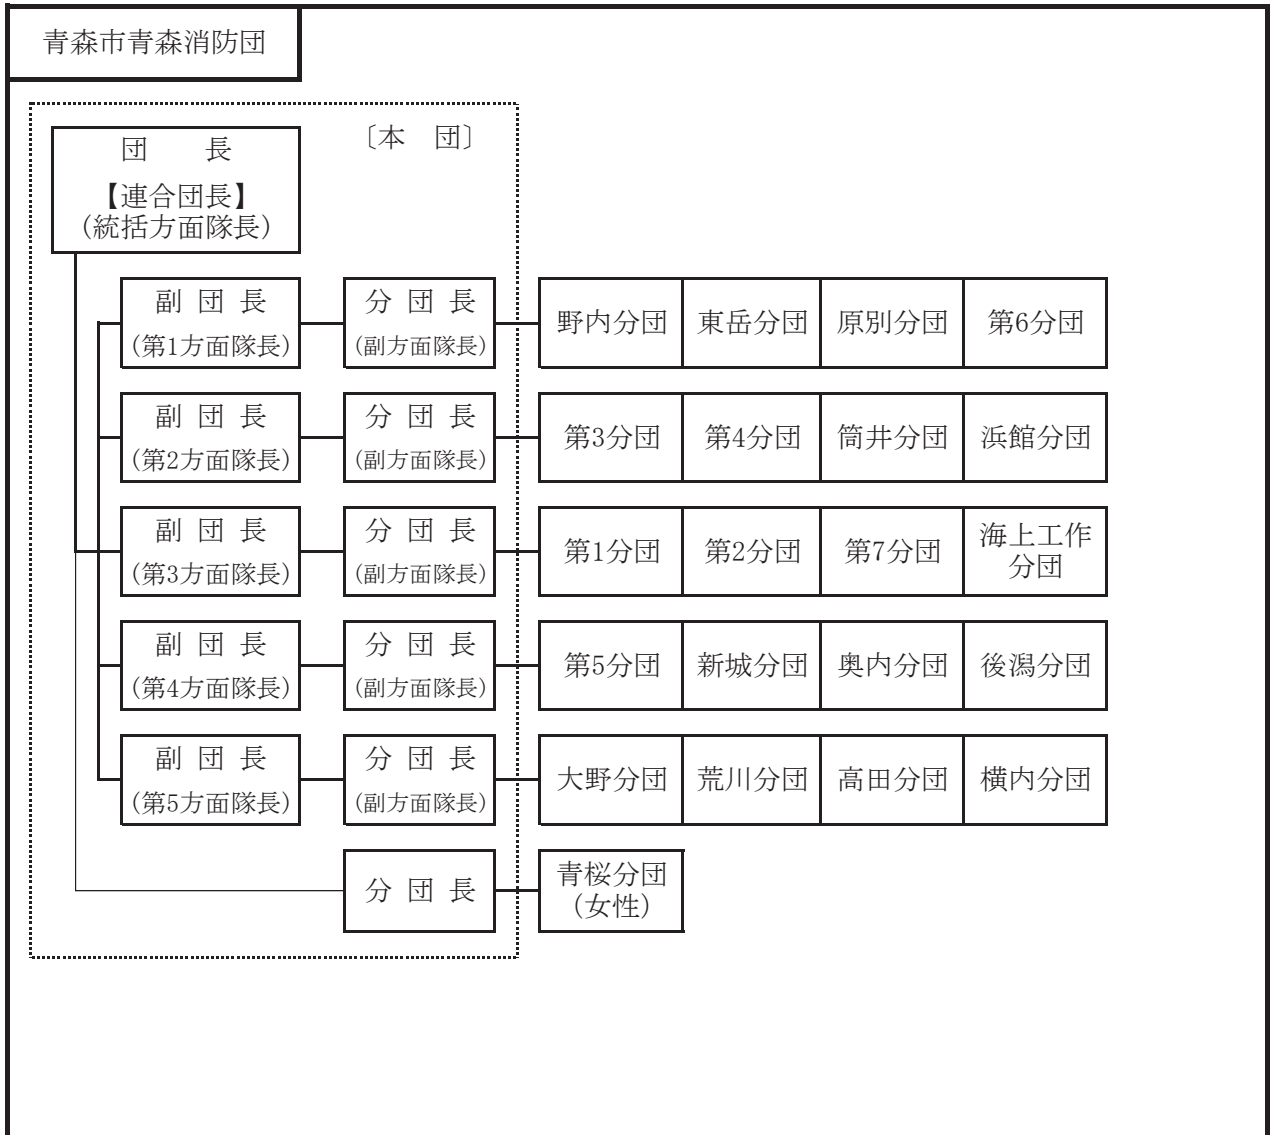 青森市青森消防団
〔本　団〕
団　　長
【連合団長】
（統括方面隊長）
副 団 長
(第1方面隊長)
分 団 長
(副方面隊長)
野内分団
東岳分団
原別分団
第6分団
副 団 長
(第2方面隊長)
分 団 長
(副方面隊長)
第3分団
第4分団
筒井分団
浜館分団
副 団 長
(第3方面隊長)
分 団 長
(副方面隊長)
第1分団
第2分団
第7分団
海上工作
分団
副 団 長
(第4方面隊長)
分 団 長
(副方面隊長)
第5分団
新城分団
奥内分団
後潟分団
副 団 長
(第5方面隊長)
分 団 長
(副方面隊長)
大野分団
荒川分団
高田分団
横内分団
分 団 長
青桜分団
（女性）